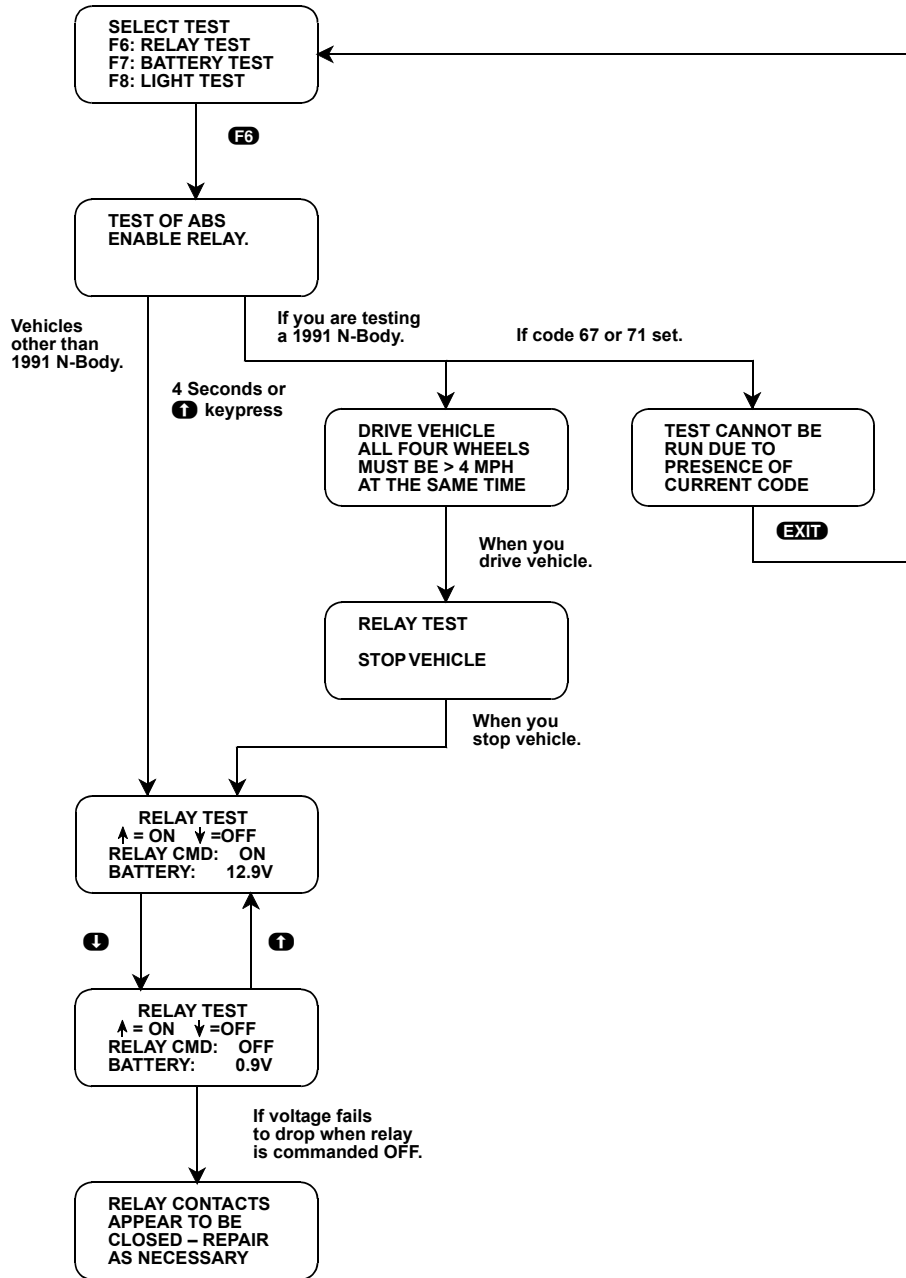 SELECT TEST
F6: RELAY TEST
F7: BATTERY TEST
F8: LIGHT TEST
F6
TEST OF ABS
ENABLE RELAY.
Vehicles
other than
1991 N-Body.
If you are testing
a 1991 N-Body.
If code 67 or 71 set.
4 Seconds or
⬆ keypress
DRIVE VEHICLE
ALL FOUR WHEELS
MUST BE > 4 MPH
AT THE SAME TIME
TEST CANNOT BE
RUN DUE TO
PRESENCE OF
CURRENT CODE
EXIT
When you
drive vehicle.
RELAY TEST
STOP VEHICLE
When you
stop vehicle.
RELAY TEST
↑ = ON ↓ =OFF
RELAY CMD: ON
BATTERY: 12.9V
⬇
⬆
RELAY TEST
↑ = ON ↓ =OFF
RELAY CMD: OFF
BATTERY: 0.9V
If voltage fails
to drop when relay
is commanded OFF.
RELAY CONTACTS
APPEAR TO BE
CLOSED – REPAIR
AS NECESSARY